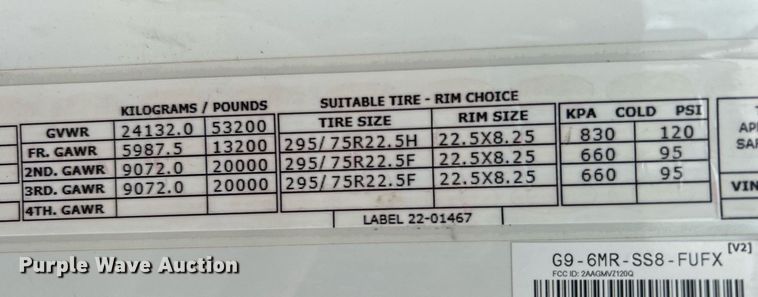 KILOGRAMS / POUNDS SUITABLE TIRE - RIM CHOICE
TIRE SIZE RIM SIZE KPA COLD PSI
GVWR 24132.0 53200
FR. GAWR 5987.5 13200 295/75R22.5H 22.5X8.25 830 120
2ND. GAWR 9072.0 20000 295/75R22.5F 22.5X8.25 660 95
3RD. GAWR 9072.0 20000 295/75R22.5F 22.5X8.25 660 95
4TH. GAWR
LABEL 22-01467
VIN
[V2]
G9-6MR-SS8-FUFX
FCC ID: 2AAGMVZ120Q
Purple Wave Auction